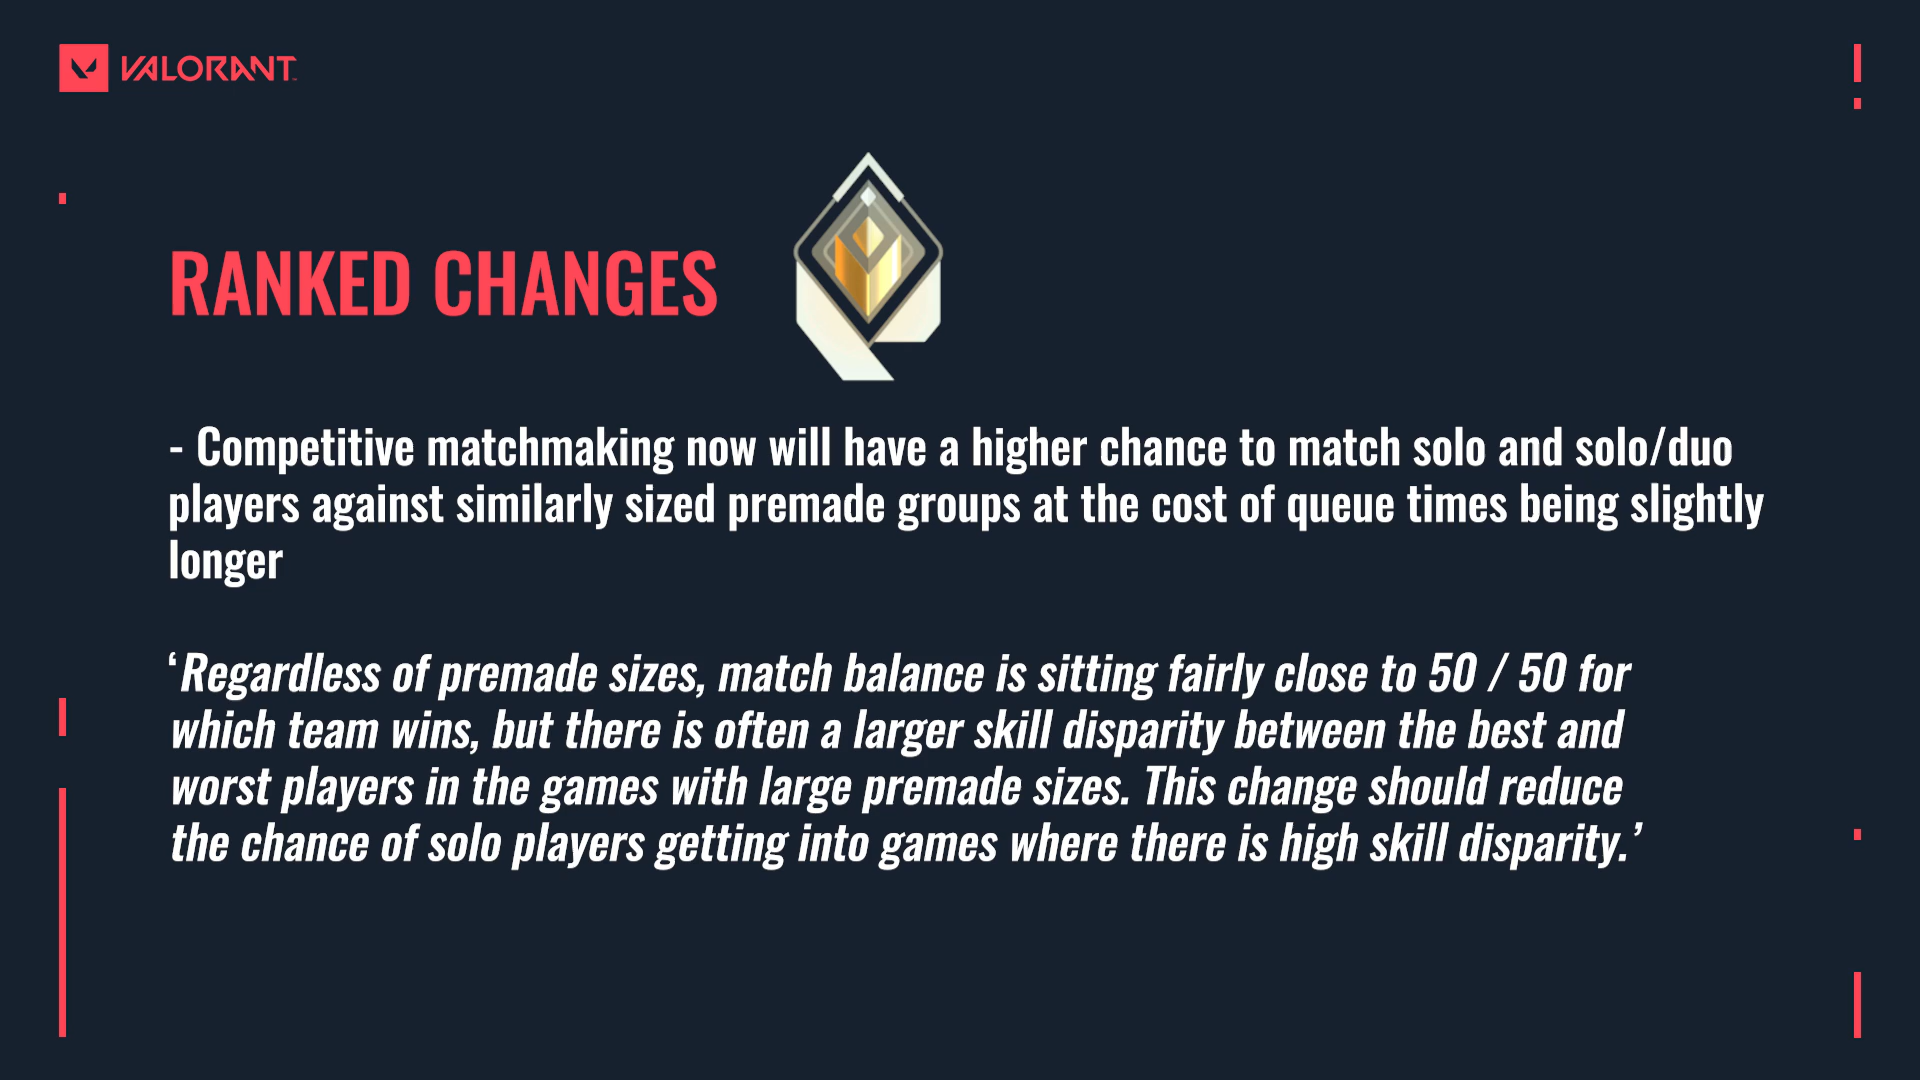 VALORANT
RANKED CHANGES
- Competitive matchmaking now will have a higher chance to match solo and solo/duo
players against similarly sized premade groups at the cost of queue times being slightly
longer
‘Regardless of premade sizes, match balance is sitting fairly close to 50 / 50 for
which team wins, but there is often a larger skill disparity between the best and
worst players in the games with large premade sizes. This change should reduce
the chance of solo players getting into games where there is high skill disparity.’